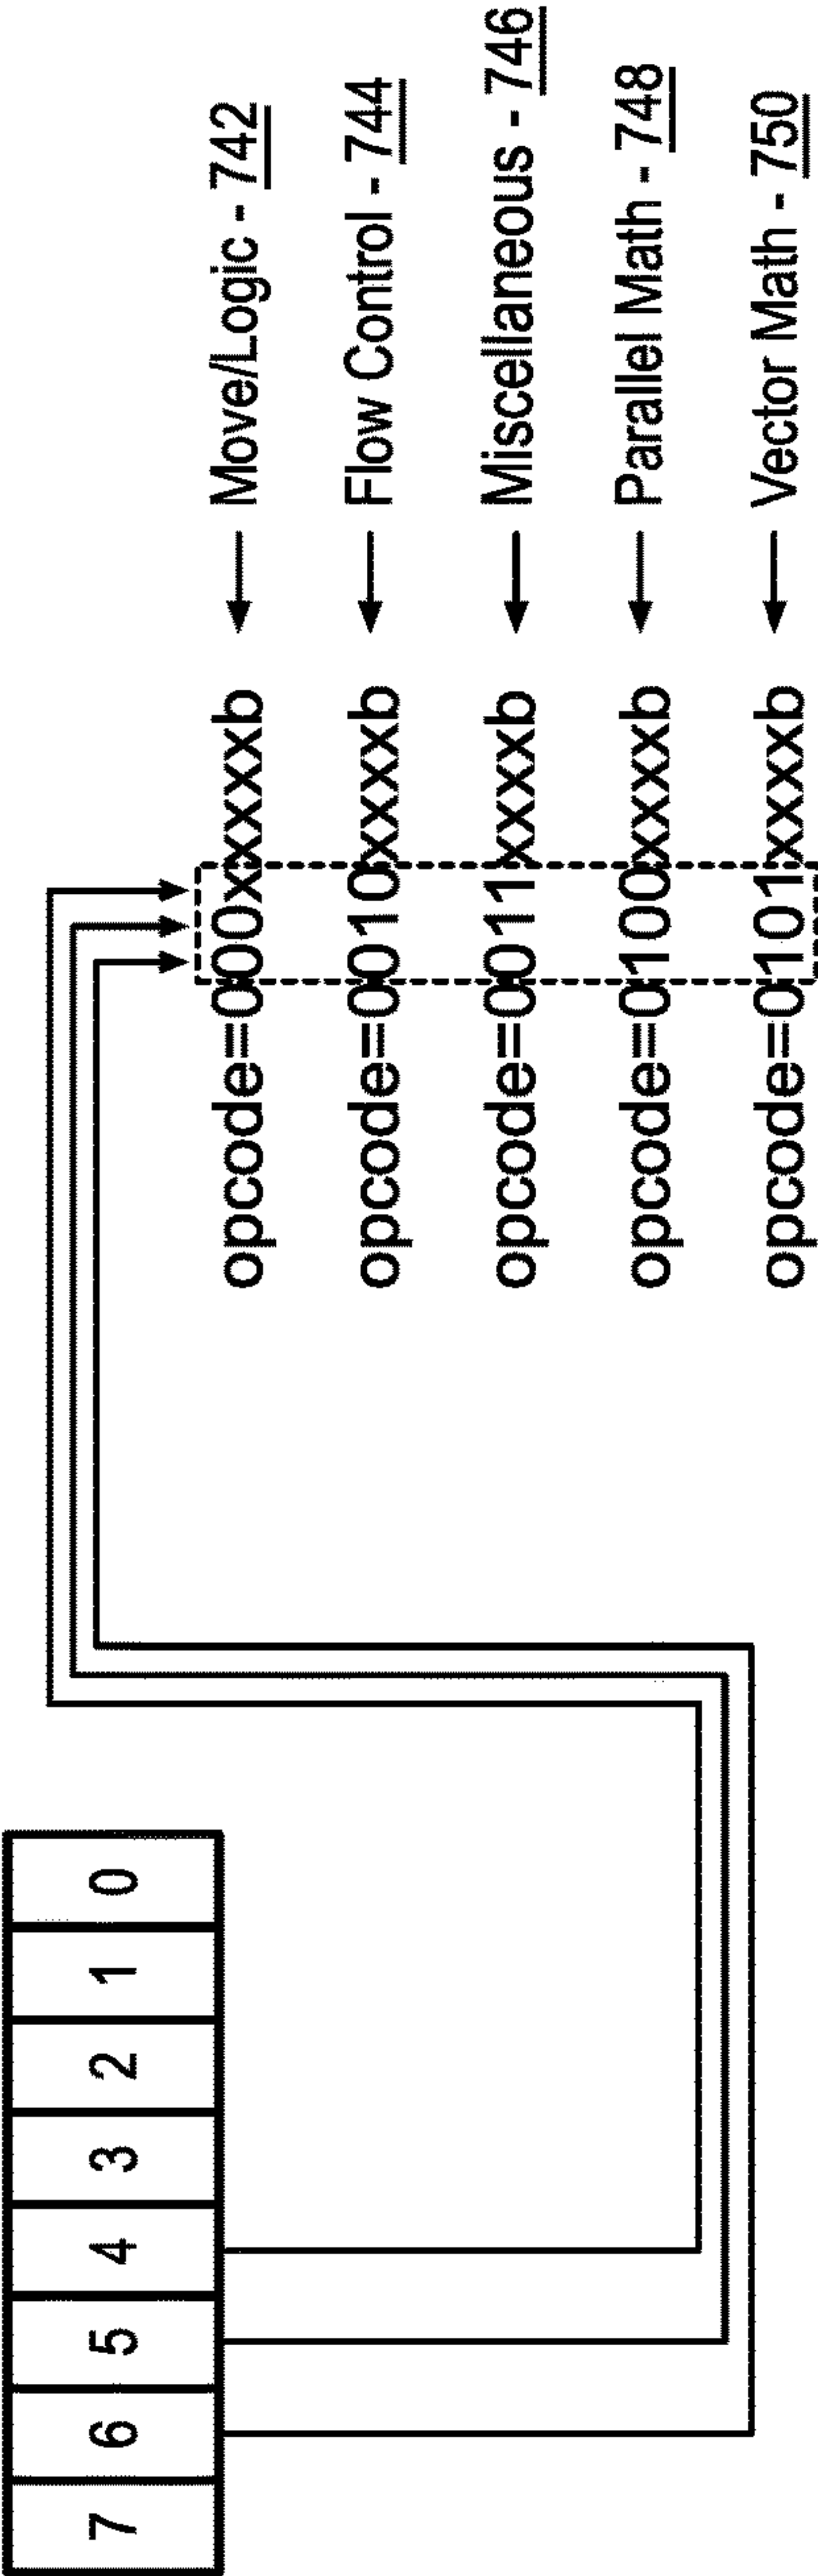 7 6 5 4 3 2 1 0
opcode=000xxxxxb Move/Logic - 742
opcode=0010xxxxb Flow Control - 744
opcode=0011xxxxb Miscellaneous - 746
opcode=0100xxxxb Parallel Math - 748
opcode=0101xxxxb Vector Math - 750